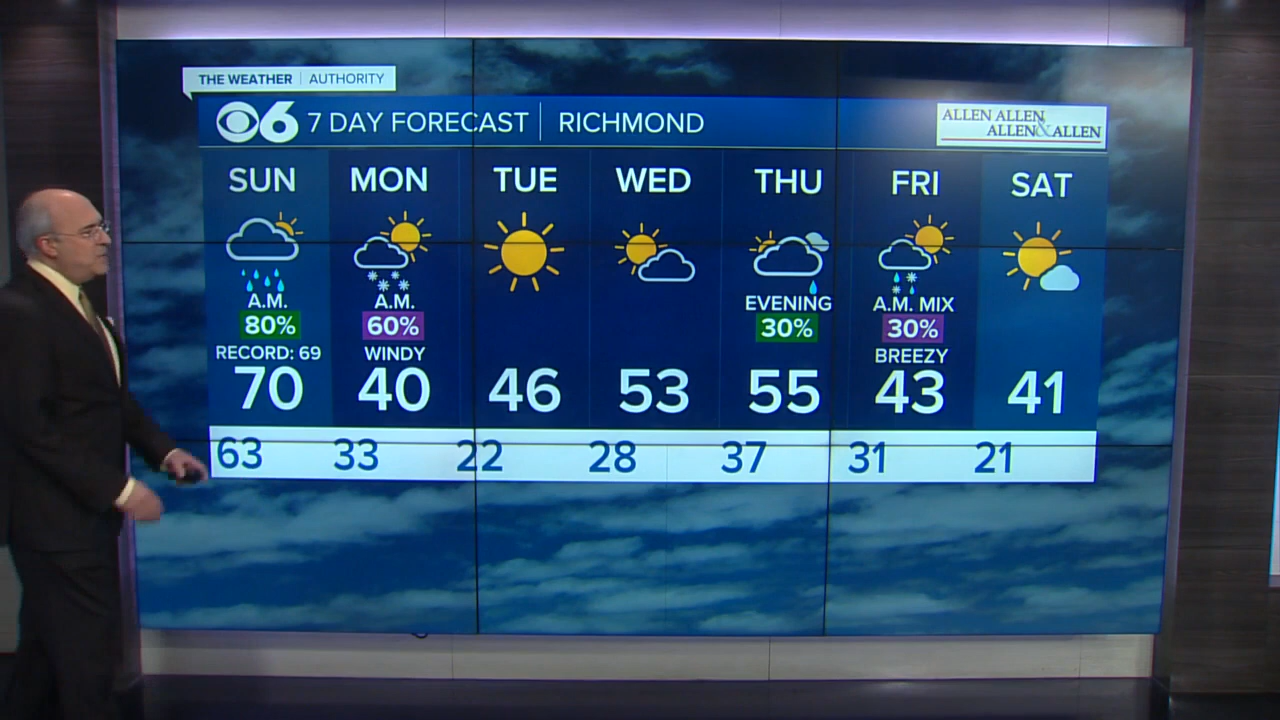 THE WEATHER | AUTHORITY
6 7 DAY FORECAST | RICHMOND
ALLEN ALLEN
ALLEN & ALLEN
SUN MON TUE WED THU FRI SAT
A.M. A.M. EVENING A.M. MIX
80% 60% 30% 30%
RECORD: 69 WINDY BREEZY
70 40 46 53 55 43 41
63 33 22 28 37 31 21